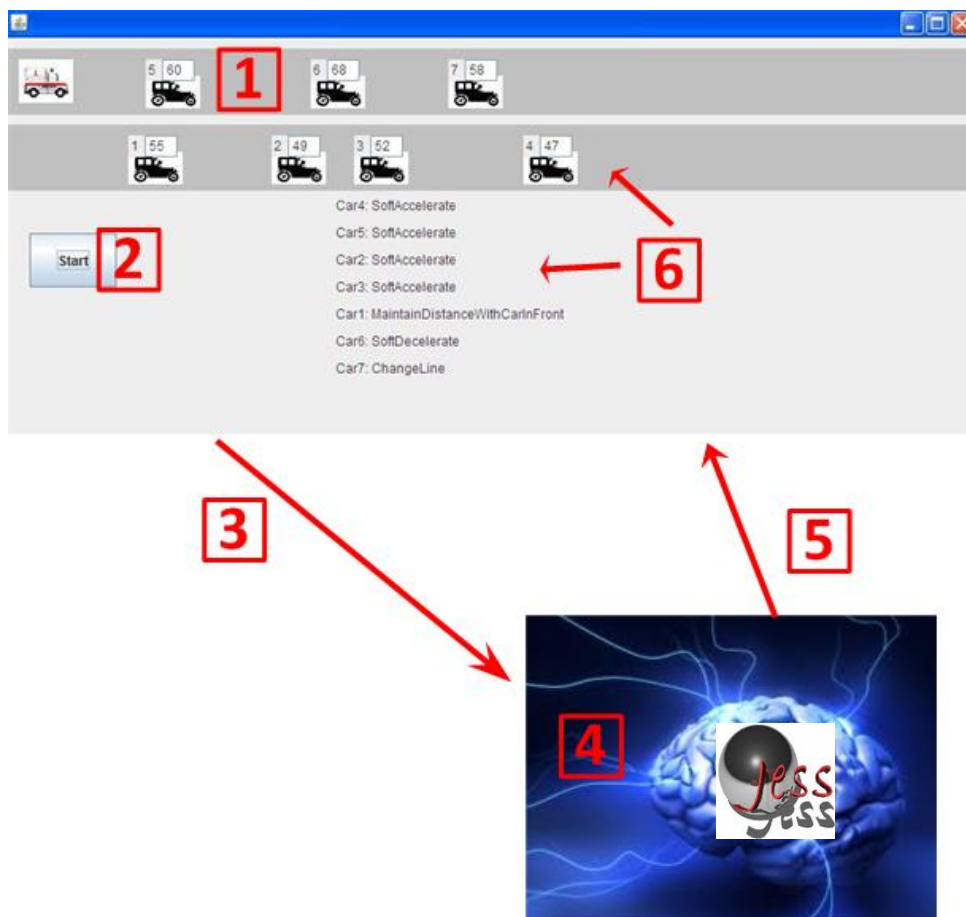 5 60
1
6 68
7 58
1 55
2 49
3 52
4 47
Car4: SoftAccelerate
Car5: SoftAccelerate
Car2: SoftAccelerate
Car3: SoftAccelerate
Car1: MaintainDistanceWithCarInFront
Car6: SoftDecelerate
Car7: ChangeLine
Start
2
6
3
5
4
Jess